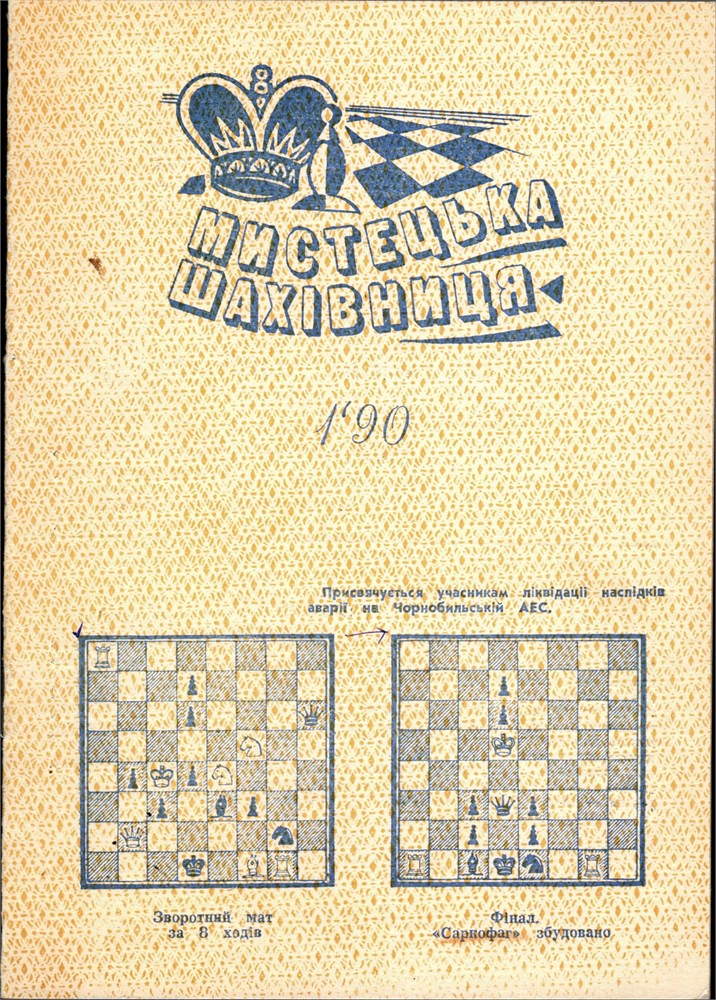 МИСТЕЦЬКА
ШАХІВНИЦЯ
1'90
Присвячується учасникам ліквідації наслідків
аварії на Чорнобильській АЕС.
Зворотний мат
за 8 ходів
Фінал.
«Саркофаг» збудовано